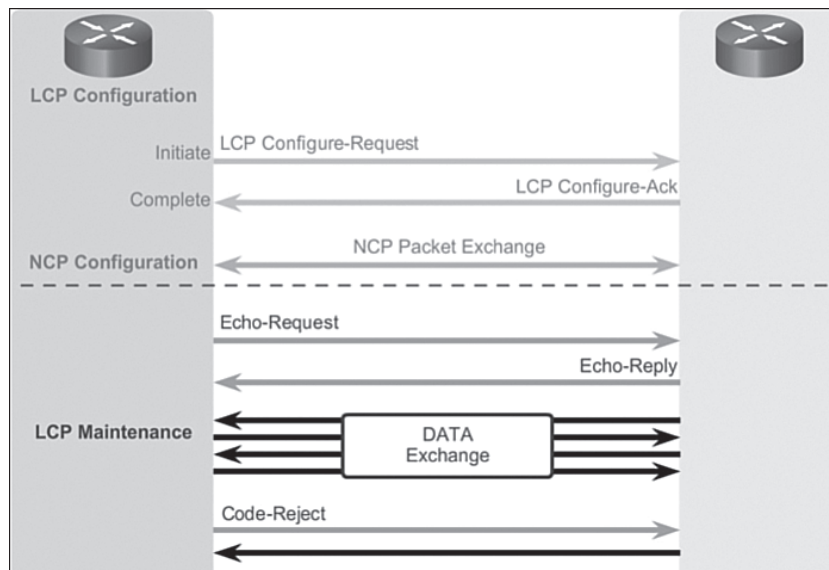 LCP Configuration
Initiate
LCP Configure-Request
LCP Configure-Ack
Complete
NCP Packet Exchange
NCP Configuration
Echo-Request
Echo-Reply
LCP Maintenance
DATA
Exchange
Code-Reject